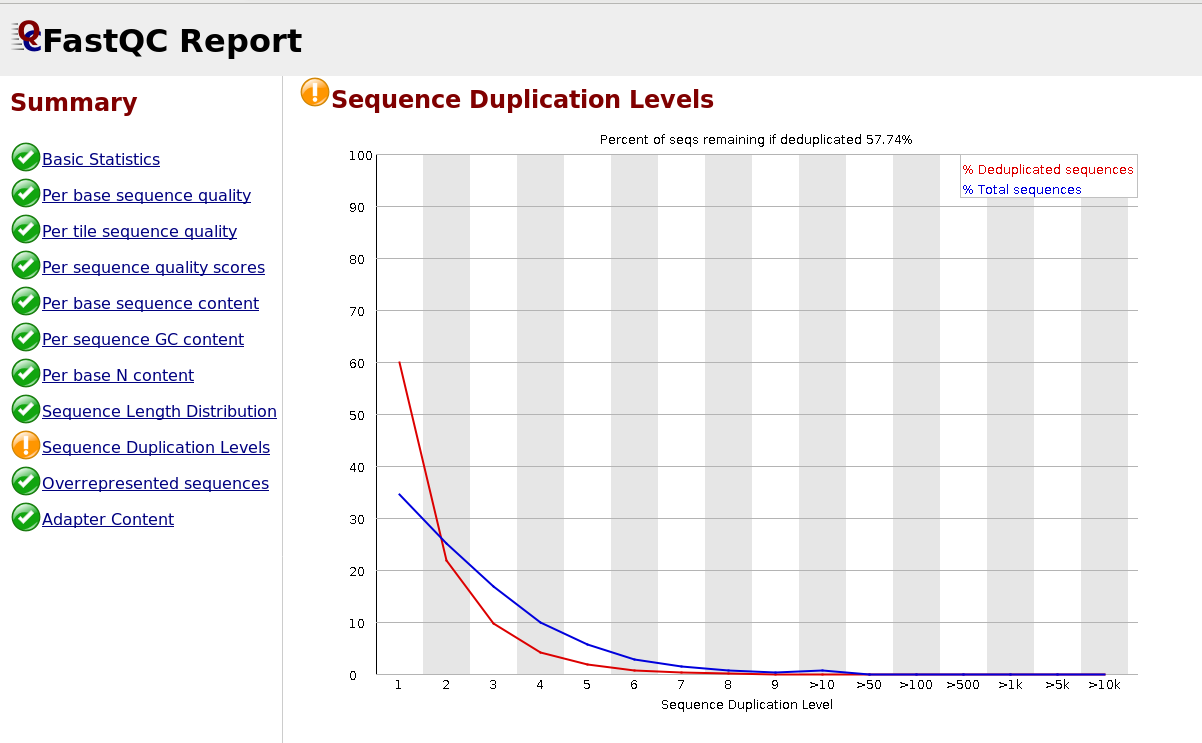 FastQC Report
Summary
Basic Statistics
Per base sequence quality
Per tile sequence quality
Per sequence quality scores
Per base sequence content
Per sequence GC content
Per base N content
Sequence Length Distribution
Sequence Duplication Levels
Overrepresented sequences
Adapter Content
Sequence Duplication Levels
Percent of seqs remaining if deduplicated 57.74%
% Deduplicated sequences
% Total sequences
100
90
80
70
60
50
40
30
20
10
0
1 2 3 4 5 6 7 8 9 >10 >50 >100 >500 >1k >5k >10k
Sequence Duplication Level